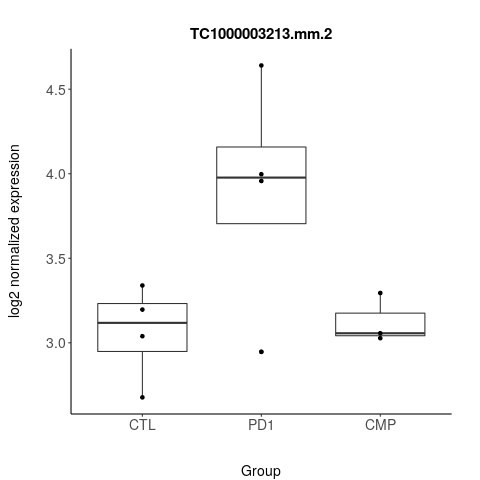 TC1000003213.mm.2
log2 normalized expression
4.5
4.0
3.5
3.0
CTL PD1 CMP
Group